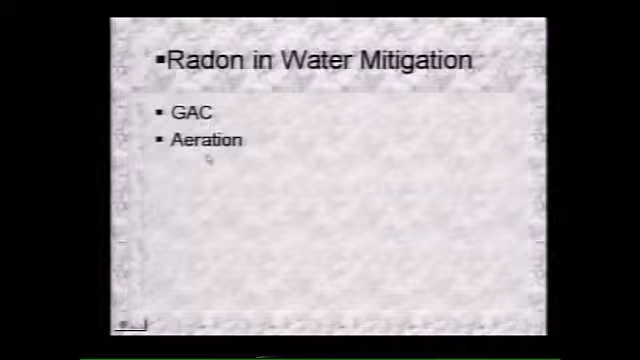 ▪Radon in Water Mitigation
▪ GAC
▪ Aeration